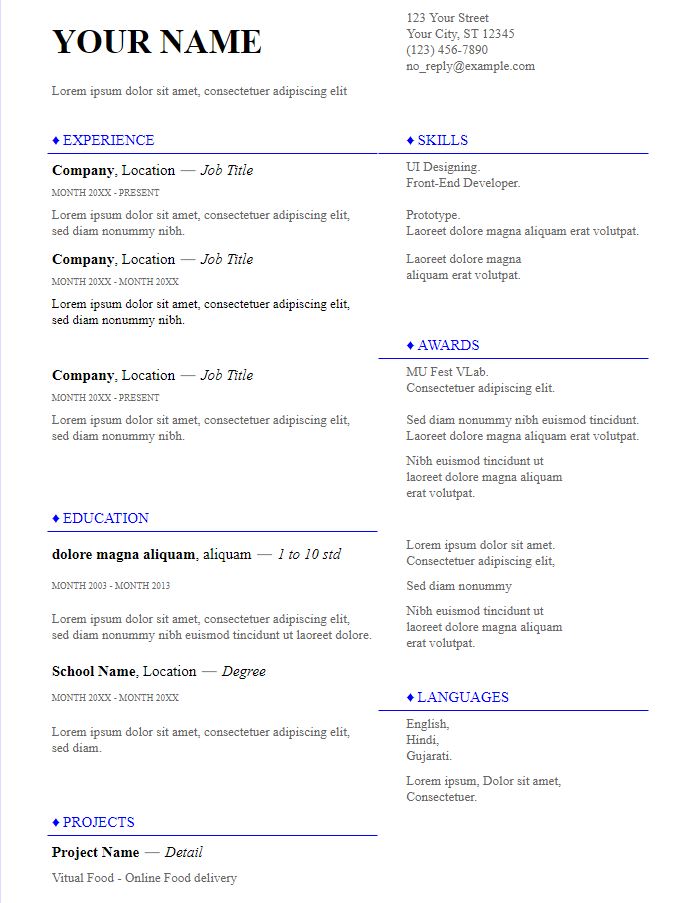 YOUR NAME
Lorem ipsum dolor sit amet, consectetuer adipiscing elit
123 Your Street
Your City, ST 12345
(123) 456-7890
no_reply@example.com
♦ EXPERIENCE
Company, Location — Job Title
MONTH 20XX - PRESENT
Lorem ipsum dolor sit amet, consectetuer adipiscing elit,
sed diam nonummy nibh.
Company, Location — Job Title
MONTH 20XX - MONTH 20XX
Lorem ipsum dolor sit amet, consectetuer adipiscing elit,
sed diam nonummy nibh.
Company, Location — Job Title
MONTH 20XX - PRESENT
Lorem ipsum dolor sit amet, consectetuer adipiscing elit,
sed diam nonummy nibh.
♦ EDUCATION
dolore magna aliquam, aliquam — 1 to 10 std
MONTH 2003 - MONTH 2013
Lorem ipsum dolor sit amet, consectetuer adipiscing elit,
sed diam nonummy nibh euismod tincidunt ut laoreet dolore.
School Name, Location — Degree
MONTH 20XX - MONTH 20XX
Lorem ipsum dolor sit amet, consectetuer adipiscing elit,
sed diam.
♦ PROJECTS
Project Name — Detail
Vitual Food - Online Food delivery
♦ SKILLS
UI Designing.
Front-End Developer.
Prototype.
Laoreet dolore magna aliquam erat volutpat.
Laoreet dolore magna
aliquam erat volutpat.
♦ AWARDS
MU Fest VLab.
Consectetuer adipiscing elit.
Sed diam nonummy nibh euismod tincidunt.
Laoreet dolore magna aliquam erat volutpat.
Nibh euismod tincidunt ut
laoreet dolore magna aliquam
erat volutpat.
Lorem ipsum dolor sit amet.
Consectetuer adipiscing elit,
Sed diam nonummy
Nibh euismod tincidunt ut
laoreet dolore magna aliquam
erat volutpat.
♦ LANGUAGES
English,
Hindi,
Gujarati.
Lorem ipsum, Dolor sit amet,
Consectetuer.